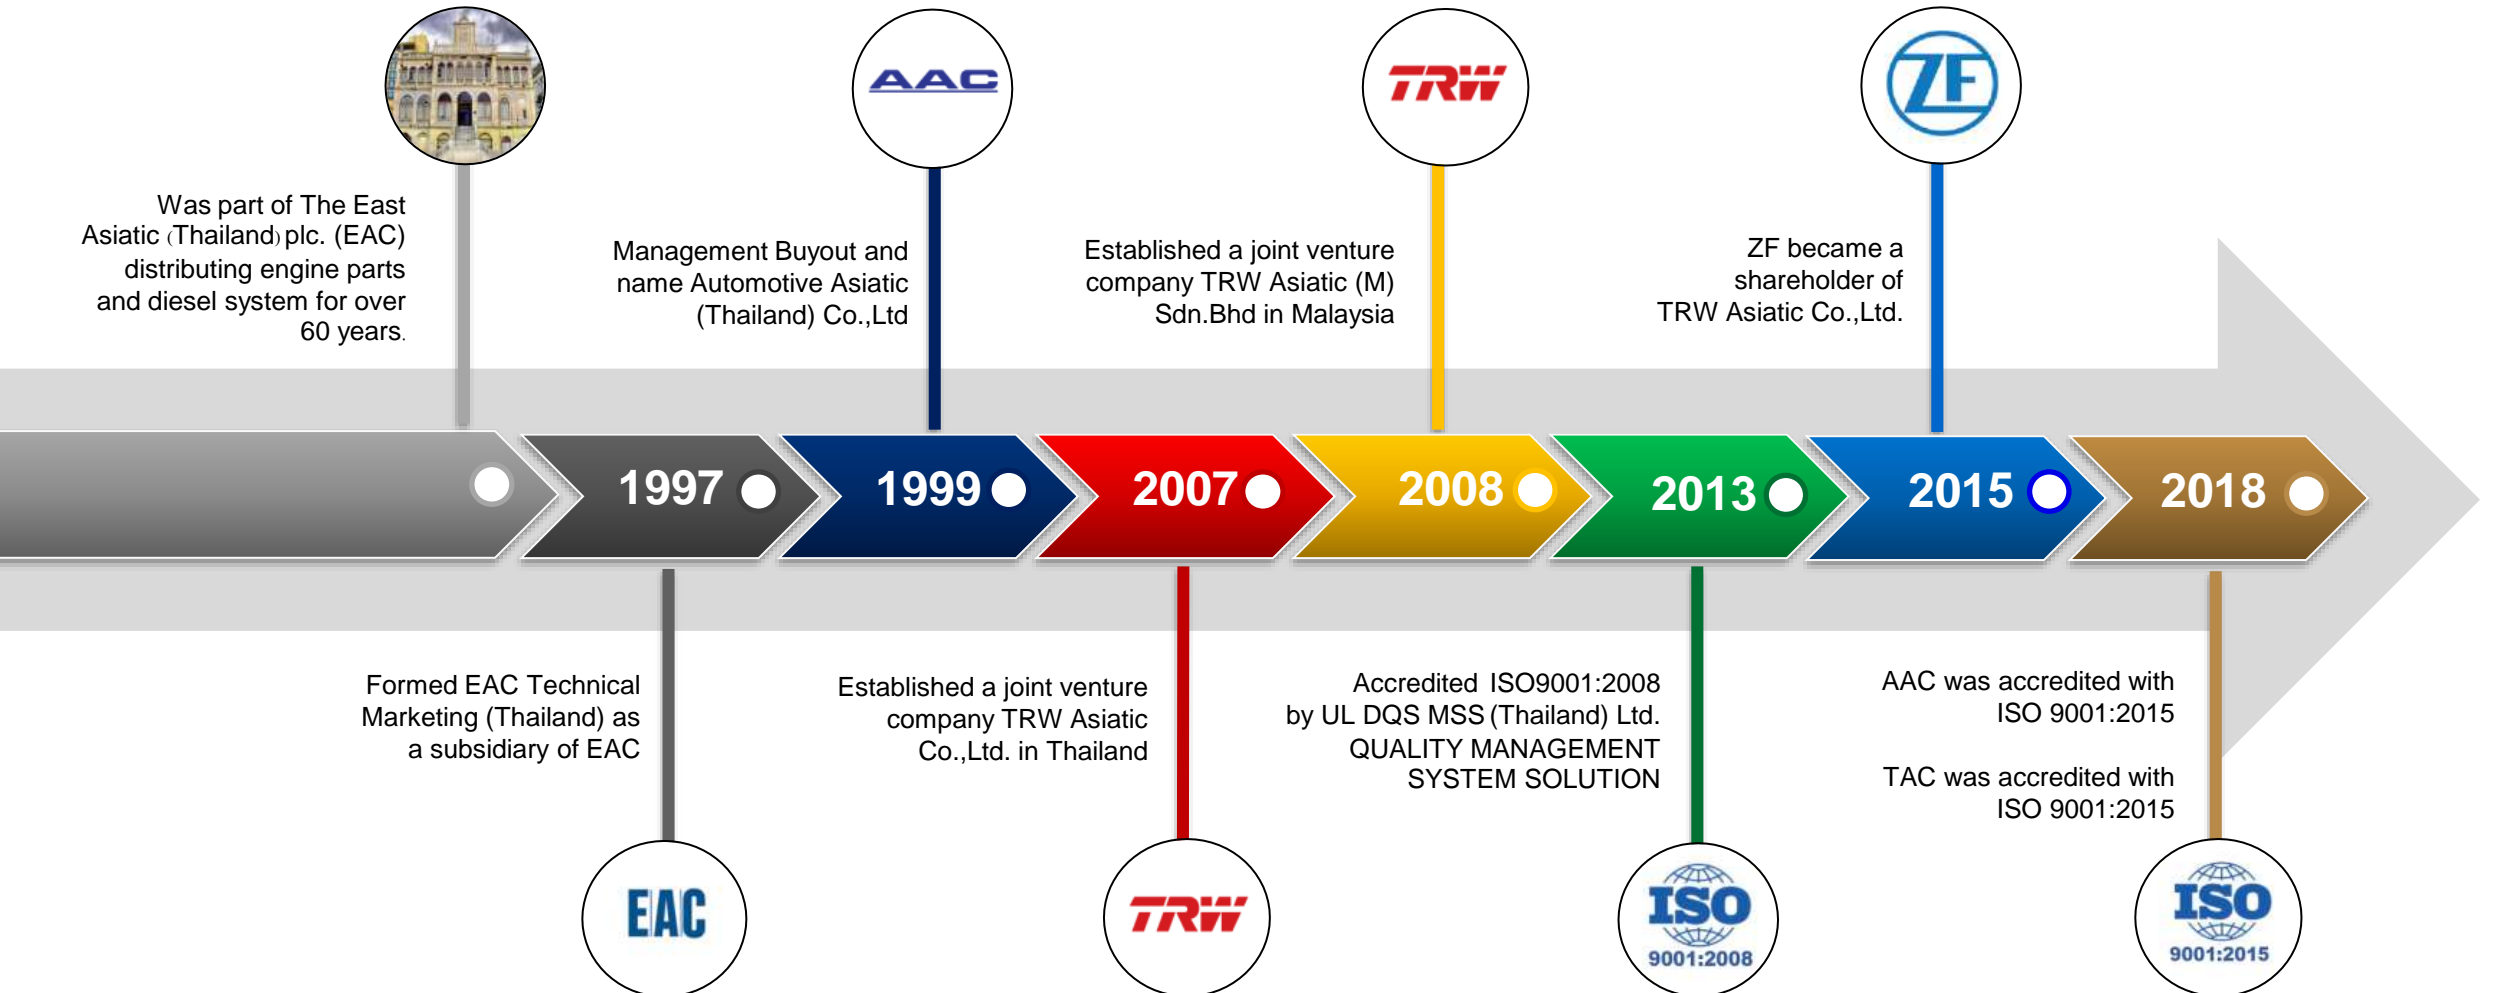 AAC
TRW
ZF
Was part of The East
Asiatic (Thailand) plc. (EAC)
distributing engine parts
and diesel system for over
60 years.
Management Buyout and
name Automotive Asiatic
(Thailand) Co.,Ltd
Established a joint venture
company TRW Asiatic (M)
Sdn.Bhd in Malaysia
ZF became a
shareholder of
TRW Asiatic Co.,Ltd.
1997
1999
2007
2008
2013
2015
2018
Formed EAC Technical
Marketing (Thailand) as
a subsidiary of EAC
Established a joint venture
company TRW Asiatic
Co.,Ltd. in Thailand
Accredited ISO9001:2008
by UL DQS MSS (Thailand) Ltd.
QUALITY MANAGEMENT
SYSTEM SOLUTION
AAC was accredited with
ISO 9001:2015
TAC was accredited with
ISO 9001:2015
EAC
TRW
ISO
9001:2008
ISO
9001:2015